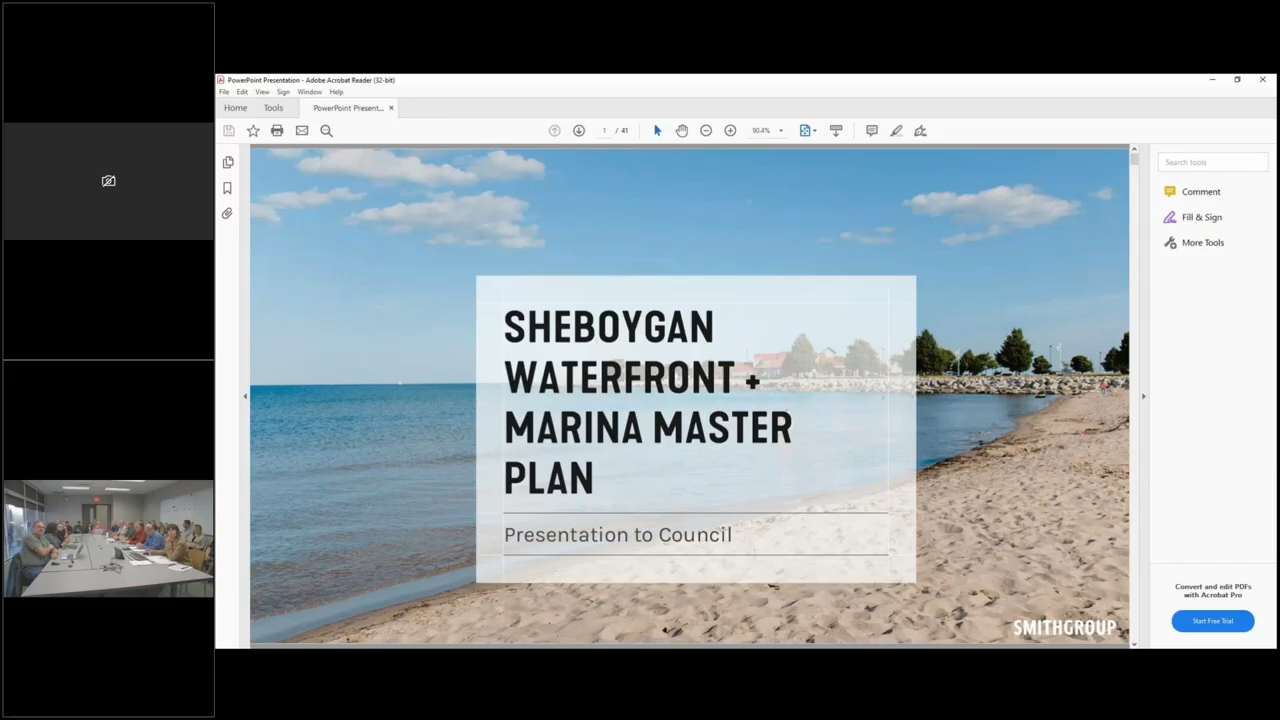 PowerPoint Presentation - Adobe Acrobat Reader (32-bit)
File Edit View Sign Window Help
Home Tools PowerPoint Present... ×
1 / 41 90.4%
Search tools
Comment
Fill & Sign
More Tools
SHEBOYGAN
WATERFRONT +
MARINA MASTER
PLAN
Presentation to Council
SMITHGROUP
Convert and edit PDFs
with Acrobat Pro
Start Free Trial